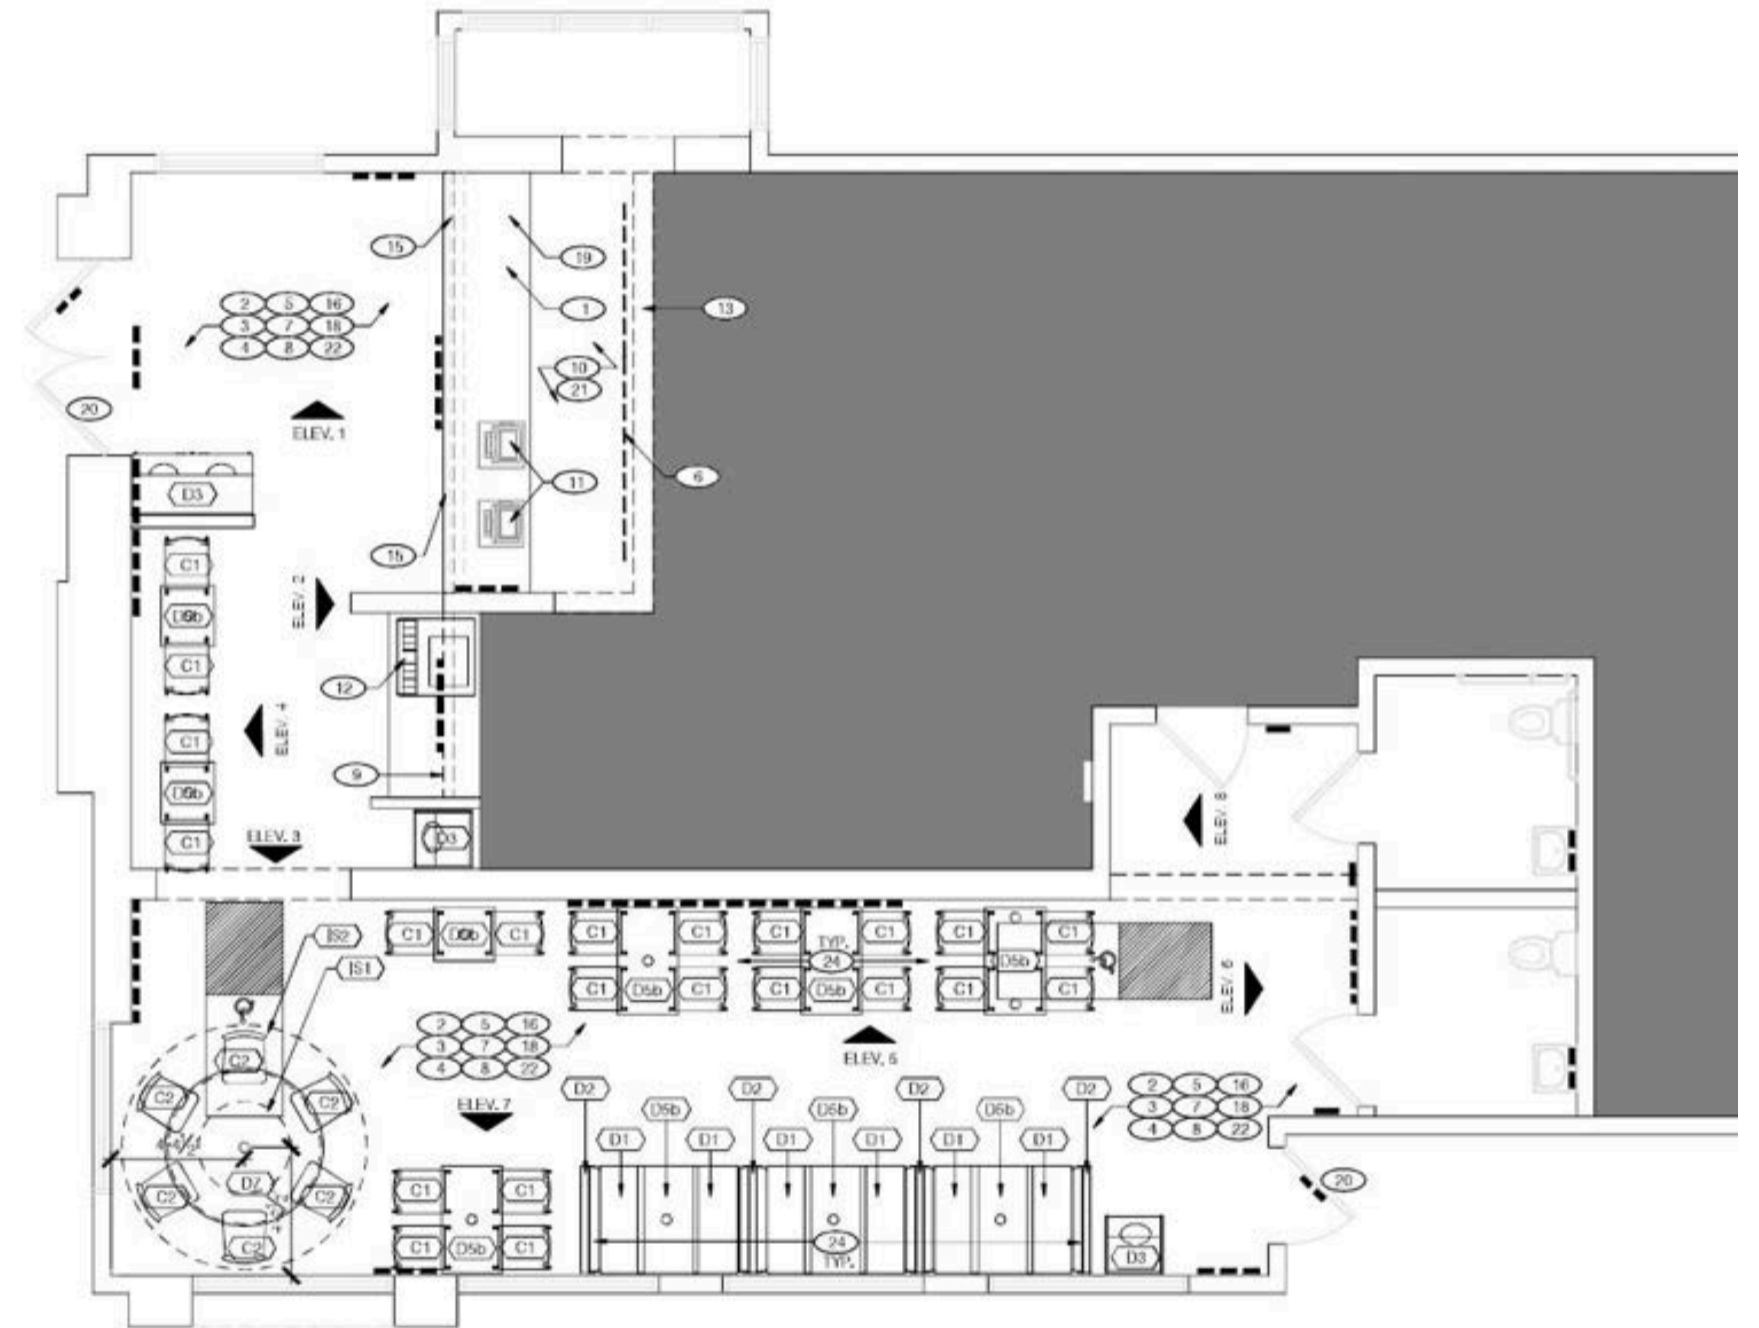 15
19
1
2 5 16
3 7 18
4 8 22
13
10
21
20
ELEV. 1
6
11
D3
15
C1
ELEV. 2
C1
12
C1
ELEV. 4
9
C1
ELEV. 3
D3
ELEV. 8
IS2
C1 C1
C1 C1 C1 C1 C1 C1
TYP.
24
IS1
C1 D5b C1 C1 D5b C1 C1 D5b C1
ELEV. 6
2 5 16
3 7 18
4 8 22
ELEV. 5
C2
C2 C2
ELEV. 7
D2 D2 D2 D2
D5b D5b D5b
D1 D1 D1 D1 D1 D1
2 5 16
3 7 18
4 8 22
C2 C2
C1 C1
20
C2
C1 D5b C1
24
TYP.
D3